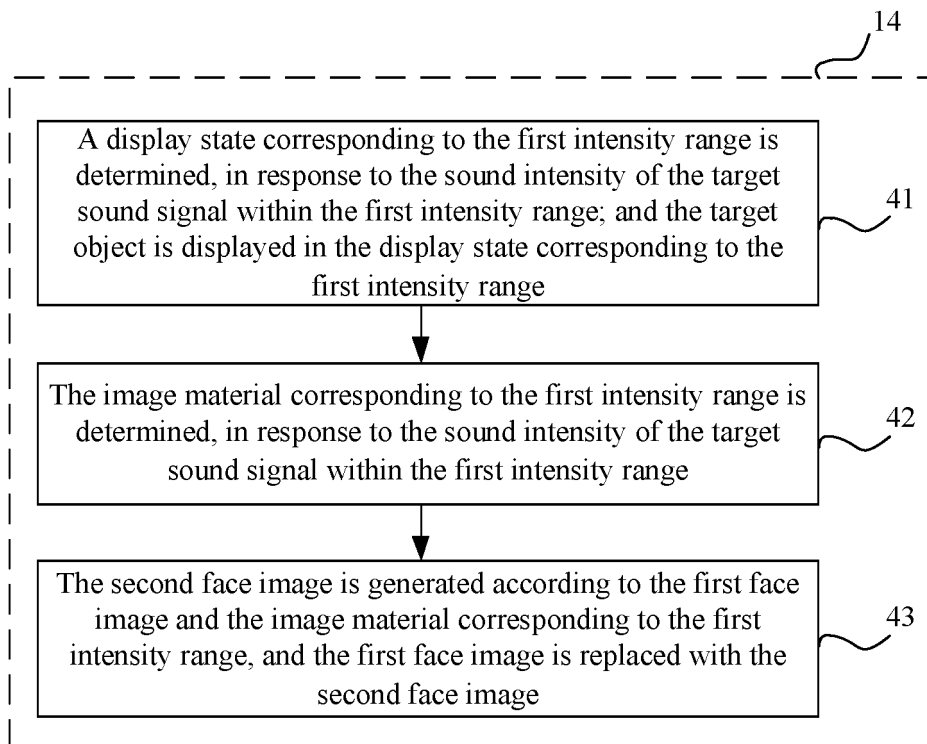 14
A display state corresponding to the first intensity range is
determined, in response to the sound intensity of the target
sound signal within the first intensity range; and the target
object is displayed in the display state corresponding to the
first intensity range
41
The image material corresponding to the first intensity range is
determined, in response to the sound intensity of the target
sound signal within the first intensity range
42
The second face image is generated according to the first face
image and the image material corresponding to the first
intensity range, and the first face image is replaced with the
second face image
43